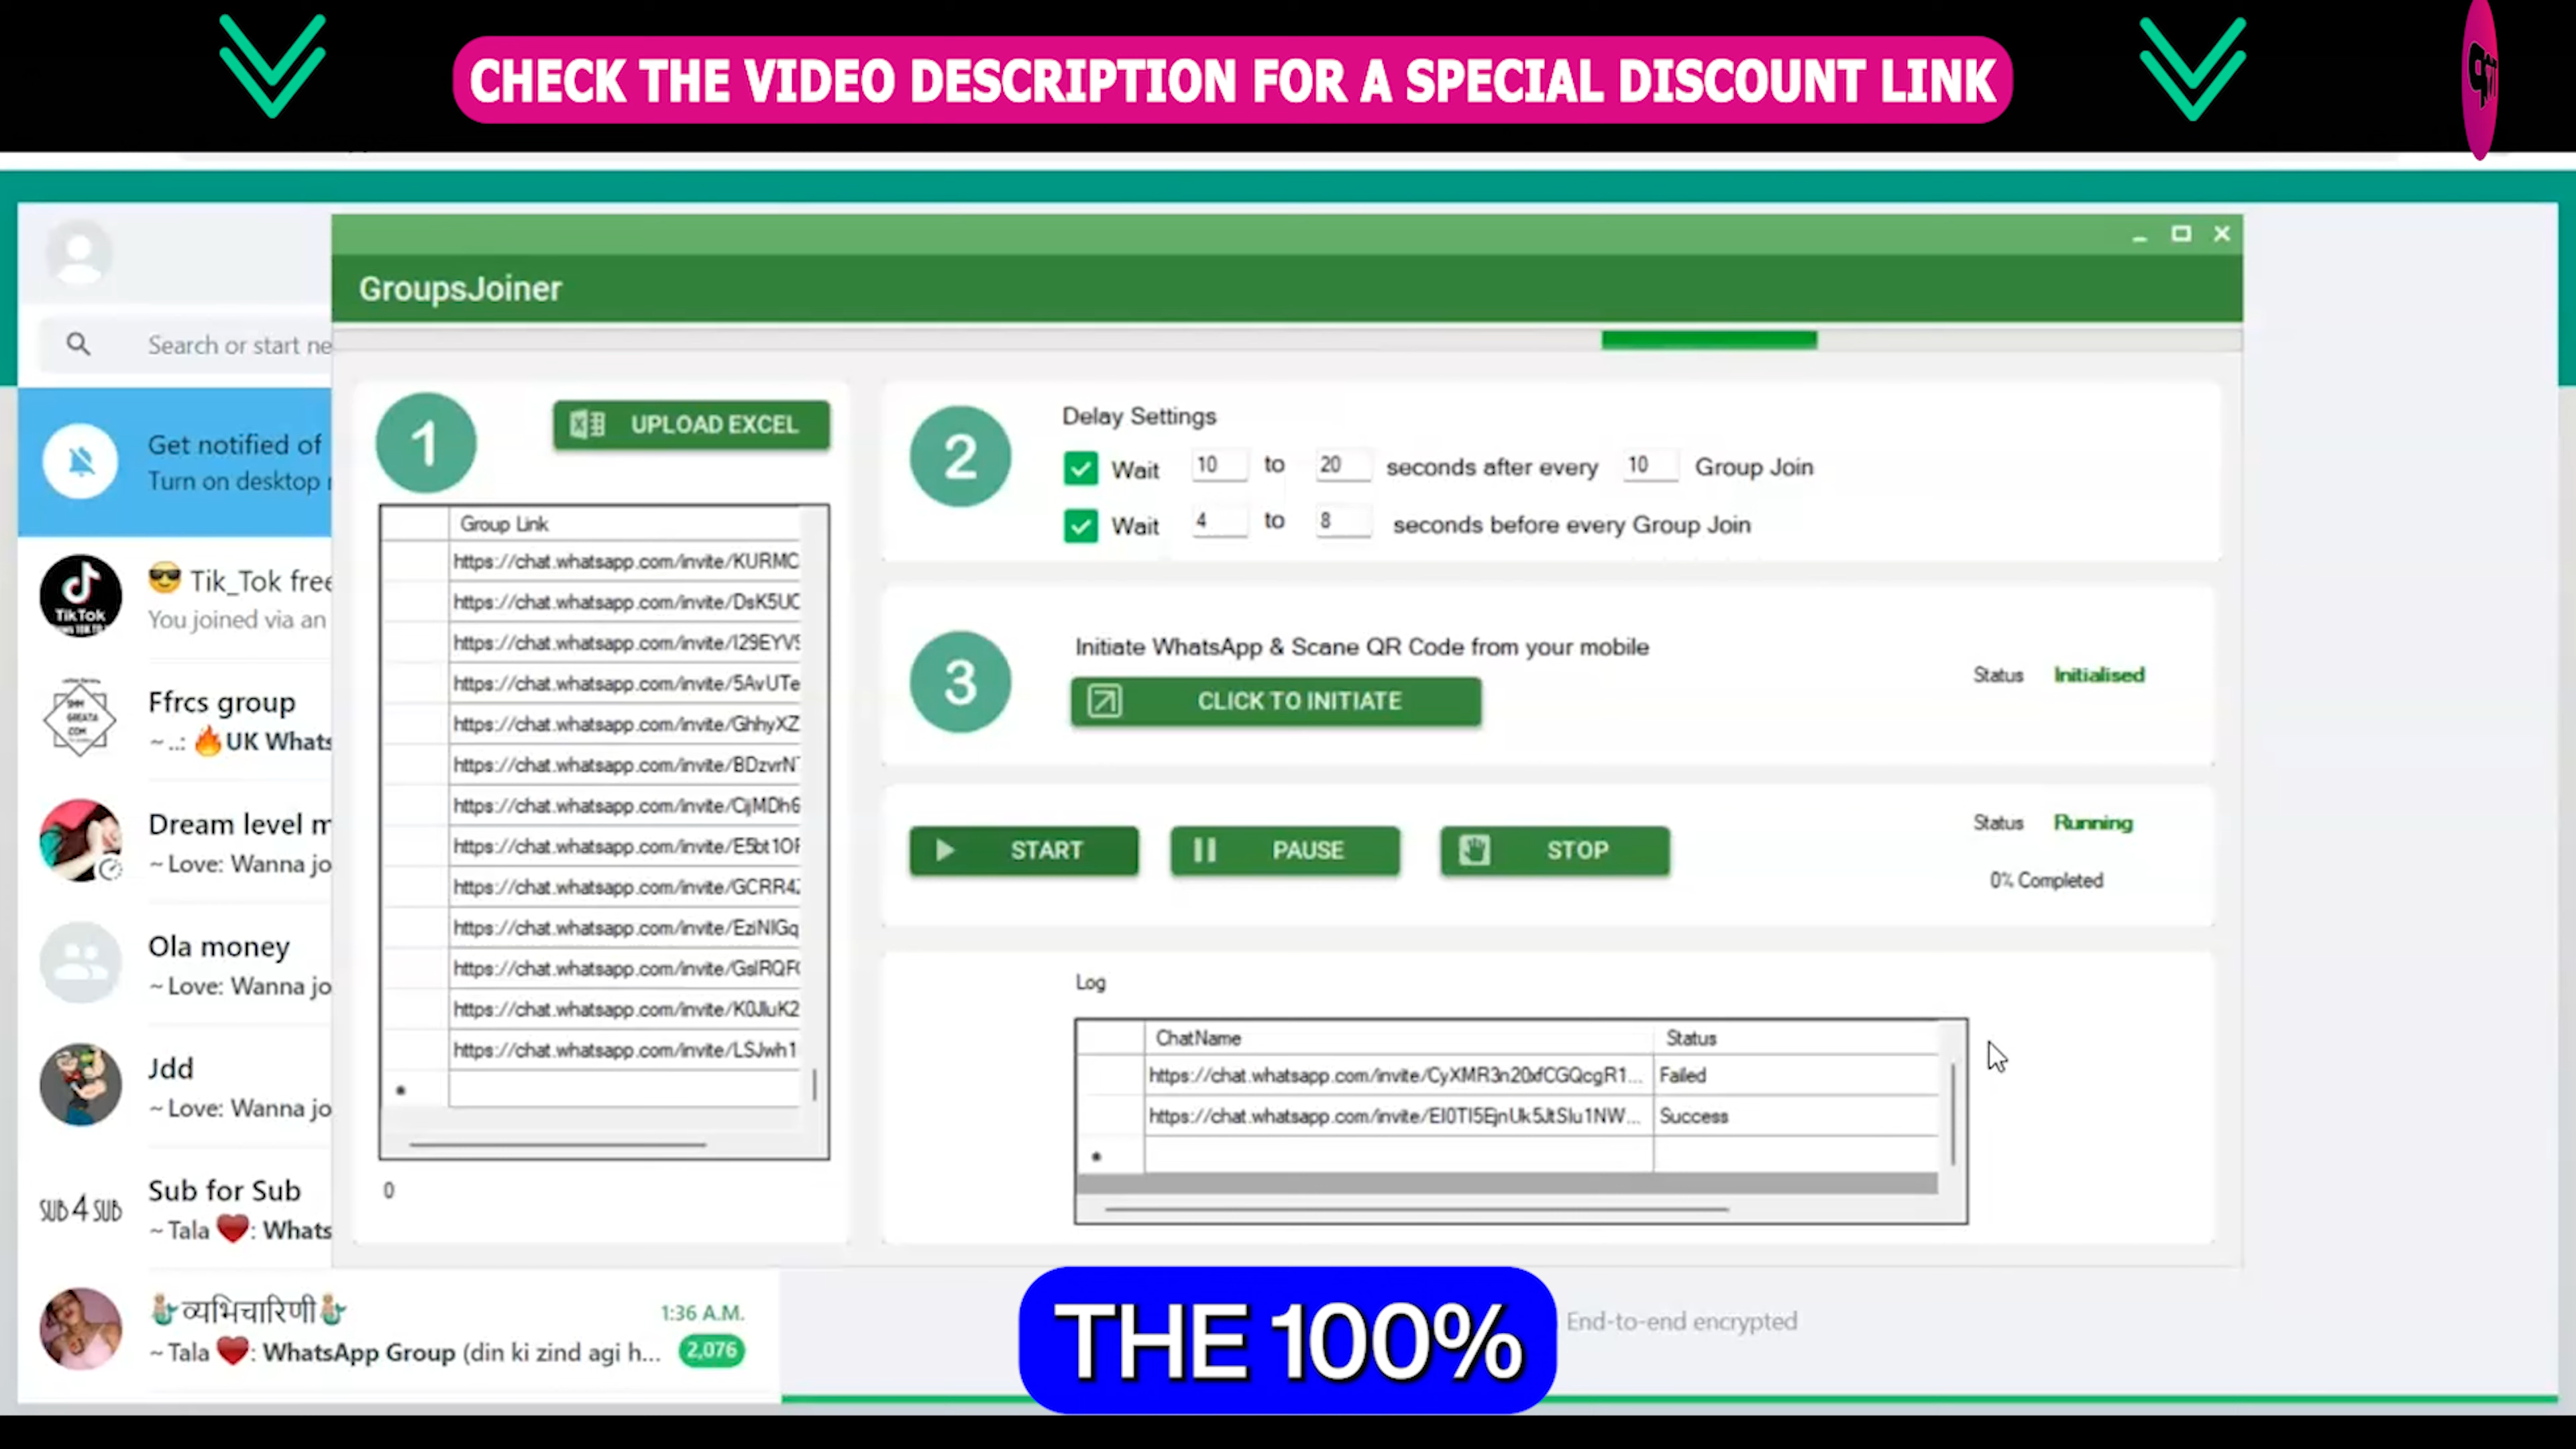 CHECK THE VIDEO DESCRIPTION FOR A SPECIAL DISCOUNT LINK
GroupsJoiner
Search or start ne
Get notified of
Turn on desktop
😎 Tik_Tok free
You joined via an
TikTok
Ffrcs group
~ ..: 🔥UK Whats
Dream level m
~ Love: Wanna jo
Ola money
~ Love: Wanna jo
Jdd
~ Love: Wanna jo
SUB 4 SUB
Sub for Sub
~ Tala ❤️: Whats
🧜व्यभिचारिणी🧜
1:36 A.M.
~ Tala ❤️: WhatsApp Group (din ki zind agi h...
2,076
1
UPLOAD EXCEL
Group Link
https://chat.whatsapp.com/invite/KURMC
https://chat.whatsapp.com/invite/DsK5UC
https://chat.whatsapp.com/invite/I29EYVS
https://chat.whatsapp.com/invite/5AvUTe
https://chat.whatsapp.com/invite/GhhyXZ
https://chat.whatsapp.com/invite/BDzvrN
https://chat.whatsapp.com/invite/CijMDh6
https://chat.whatsapp.com/invite/E5bt1OF
https://chat.whatsapp.com/invite/GCRR4
https://chat.whatsapp.com/invite/EziNIGq
https://chat.whatsapp.com/invite/GsIRQF
https://chat.whatsapp.com/invite/K0JluK2
https://chat.whatsapp.com/invite/LSJwh1
0
2
Delay Settings
Wait 10 to 20 seconds after every 10 Group Join
Wait 4 to 8 seconds before every Group Join
3
Initiate WhatsApp & Scane QR Code from your mobile
CLICK TO INITIATE
Status Initialised
START
PAUSE
STOP
Status Running
0% Completed
Log
ChatName Status
https://chat.whatsapp.com/invite/CyXMR3n20xfCGQcgR1... Failed
https://chat.whatsapp.com/invite/EI0TI5EjnUk5JtSlu1NW... Success
THE 100%
End-to-end encrypted